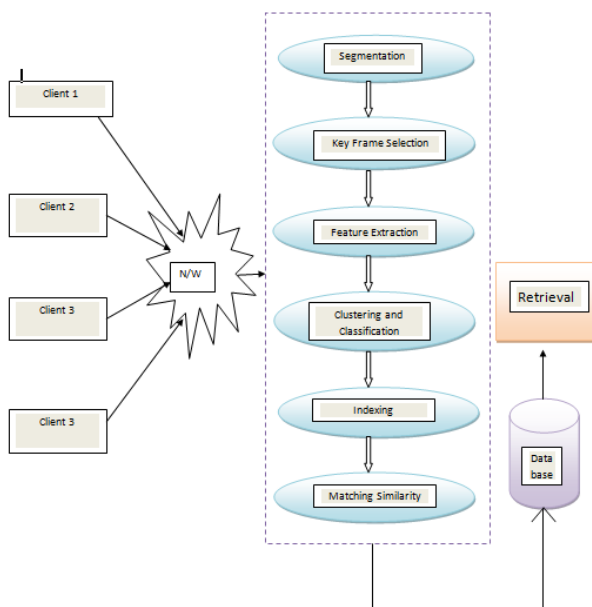 Client 1
Client 2
Client 3
Client 3
N/W
Segmentation
Key Frame Selection
Feature Extraction
Clustering and
Classification
Indexing
Matching Similarity
Retrieval
Data
base